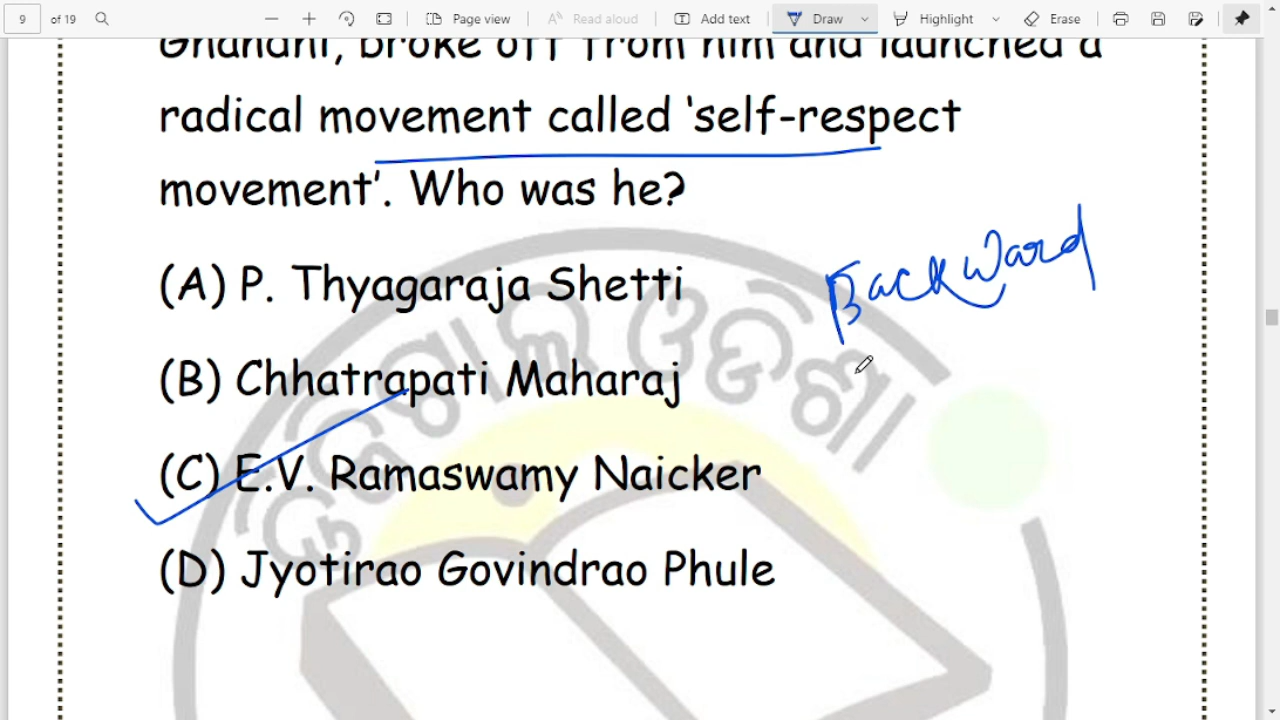 9 of 19 Page view Read aloud Add text Draw Highlight Erase
Ghandhi, broke off from him and launched a
radical movement called ‘self-respect
movement’. Who was he?
(A) P. Thyagaraja Shetti
Backward
(B) Chhatrapati Maharaj
(C) E.V. Ramaswamy Naicker
(D) Jyotirao Govindrao Phule